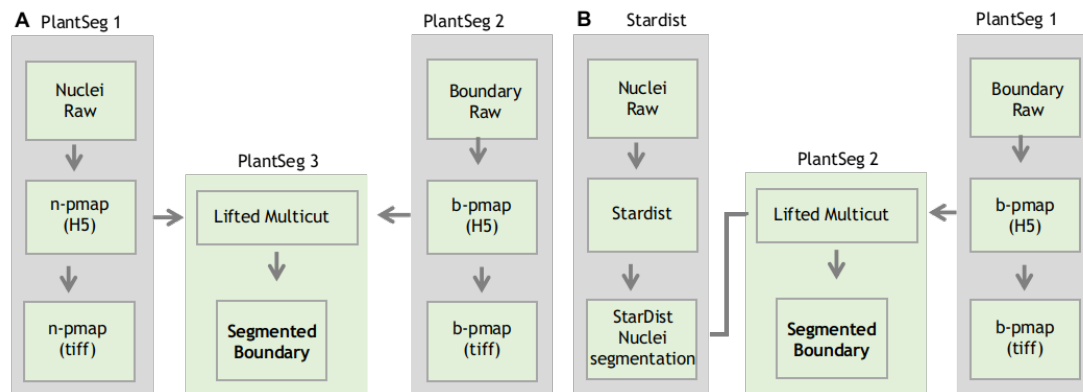 A PlantSeg 1
Nuclei
Raw
n-pmap
(H5)
n-pmap
(tiff)
PlantSeg 3
Lifted Multicut
Segmented
Boundary
PlantSeg 2
Boundary
Raw
b-pmap
(H5)
b-pmap
(tiff)
B Stardist
Nuclei
Raw
Stardist
StarDist
Nuclei
segmentation
PlantSeg 2
Lifted Multicut
Segmented
Boundary
PlantSeg 1
Boundary
Raw
b-pmap
(H5)
b-pmap
(tiff)